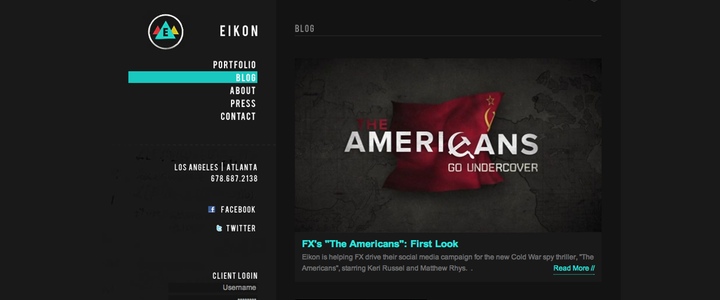 E
EIKON
PORTFOLIO
BLOG
ABOUT
PRESS
CONTACT
LOS ANGELES | ATLANTA
678.687.2138
FACEBOOK
TWITTER
CLIENT LOGIN
Username
BLOG
THE
AMERICANS
GO UNDERCOVER
FX's "The Americans": First Look
Eikon is helping FX drive their social media campaign for the new Cold War spy thriller, "The
Americans", starring Keri Russel and Matthew Rhys. .
Read More //